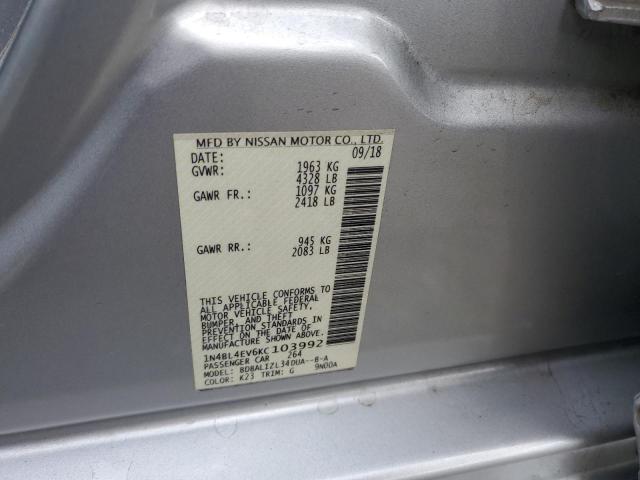 MFD BY NISSAN MOTOR CO., LTD.
DATE: 09/18
GVWR: 1963 KG
4328 LB
GAWR FR: 1097 KG
2418 LB
GAWR RR: 945 KG
2083 LB
THIS VEHICLE CONFORMS TO
ALL APPLICABLE FEDERAL
MOTOR VEHICLE SAFETY,
BUMPER, AND THEFT
PREVENTION STANDARDS
IN EFFECT ON THE DATE OF
MANUFACTURE SHOWN ABOVE.
1N4BL4EV6KC103992
PASSENGER CAR 264
MODEL: BDBALIZL34DUA--B-A
COLOR: K23 TRIM: G 9N00A